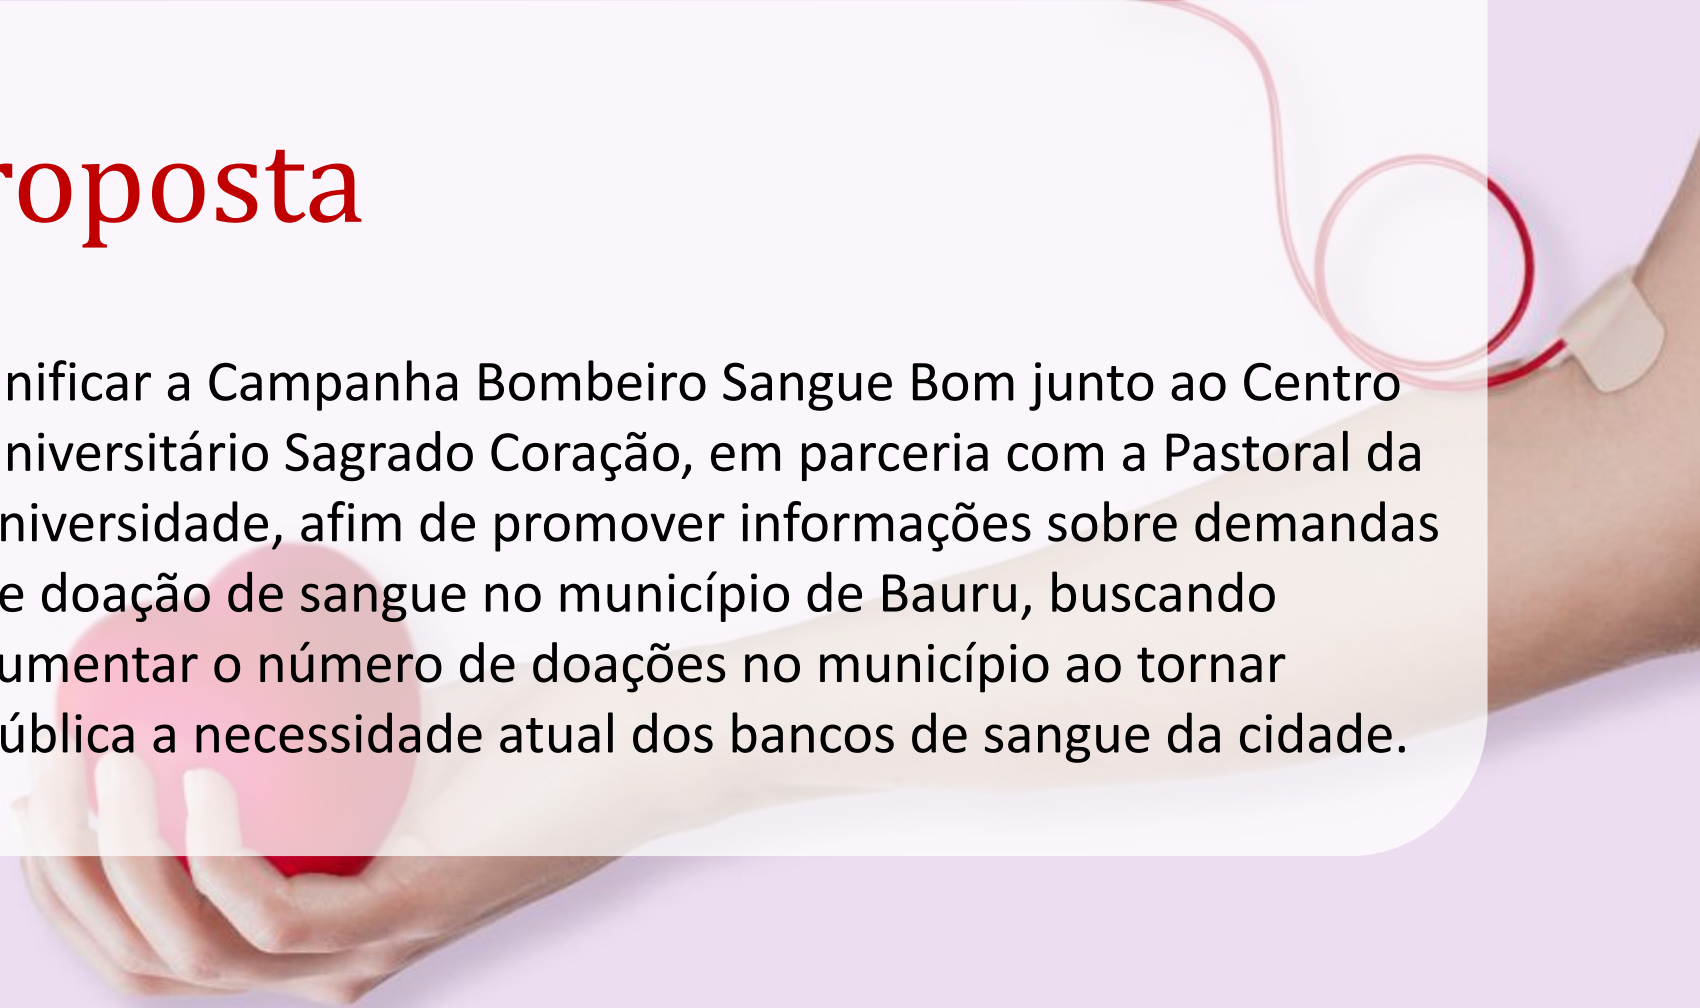 roposta
nificar a Campanha Bombeiro Sangue Bom junto ao Centro
niversitário Sagrado Coração, em parceria com a Pastoral da
niversidade, afim de promover informações sobre demandas
e doação de sangue no município de Bauru, buscando
umentar o número de doações no município ao tornar
ública a necessidade atual dos bancos de sangue da cidade.